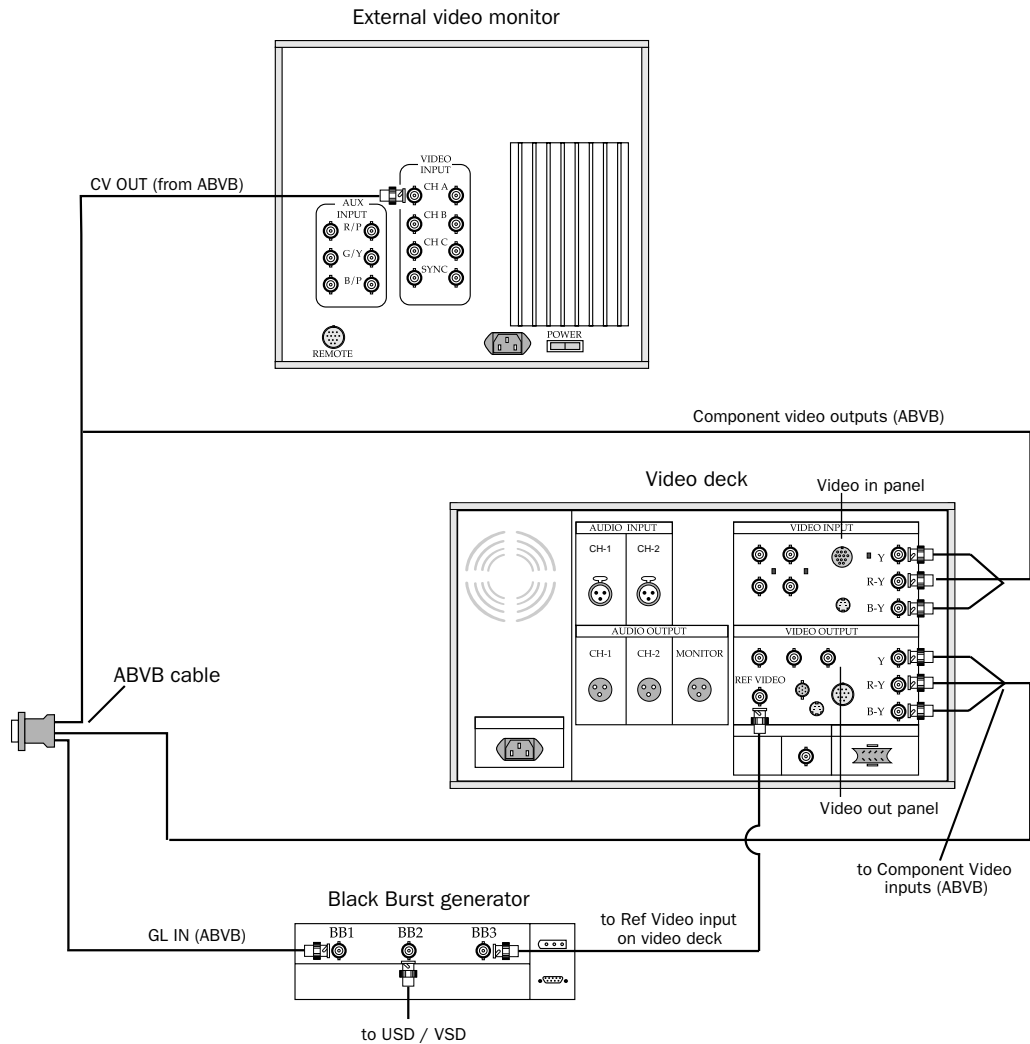 External video monitor
CV OUT (from ABVB)
VIDEO
INPUT
CH A
CH B
CH C
SYNC
AUX
INPUT
R/P
G/Y
B/P
REMOTE
POWER
Component video outputs (ABVB)
Video deck
Video in panel
AUDIO INPUT
CH-1
CH-2
VIDEO INPUT
Y
R-Y
B-Y
AUDIO OUTPUT
CH-1
CH-2
MONITOR
VIDEO OUTPUT
REF VIDEO
Y
R-Y
B-Y
ABVB cable
Video out panel
to Component Video
inputs (ABVB)
Black Burst generator
GL IN (ABVB)
BB1
BB2
BB3
to Ref Video input
on video deck
to USD / VSD